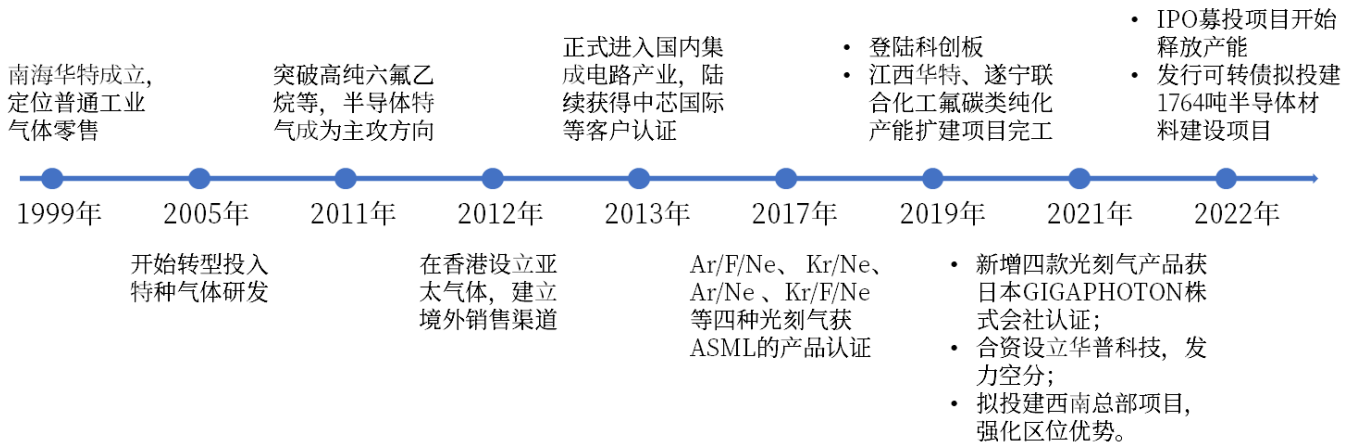 南海华特成立，
定位普通工业
气体零售
突破高纯六氟乙
烷等，半导体特
气成为主攻方向
正式进入国内集
成电路产业，陆
续获得中芯国际
等客户认证
• 登陆科创板
• 江西华特、遂宁联
合化工氟碳类纯化
产能扩建项目完工
• IPO募投项目开始
释放产能
• 发行可转债拟投建
1764吨半导体材
料建设项目
1999年
2005年
2011年
2012年
2013年
2017年
2019年
2021年
2022年
开始转型投入
特种气体研发
在香港设立亚
太气体，建立
境外销售渠道
Ar/F/Ne、 Kr/Ne、
Ar/Ne 、Kr/F/Ne
等四种光刻气获
ASML的产品认证
• 新增四款光刻气产品获
日本GIGAPHOTON株
式会社认证；
• 合资设立华普科技，发
力空分；
• 拟投建西南总部项目，
强化区位优势。